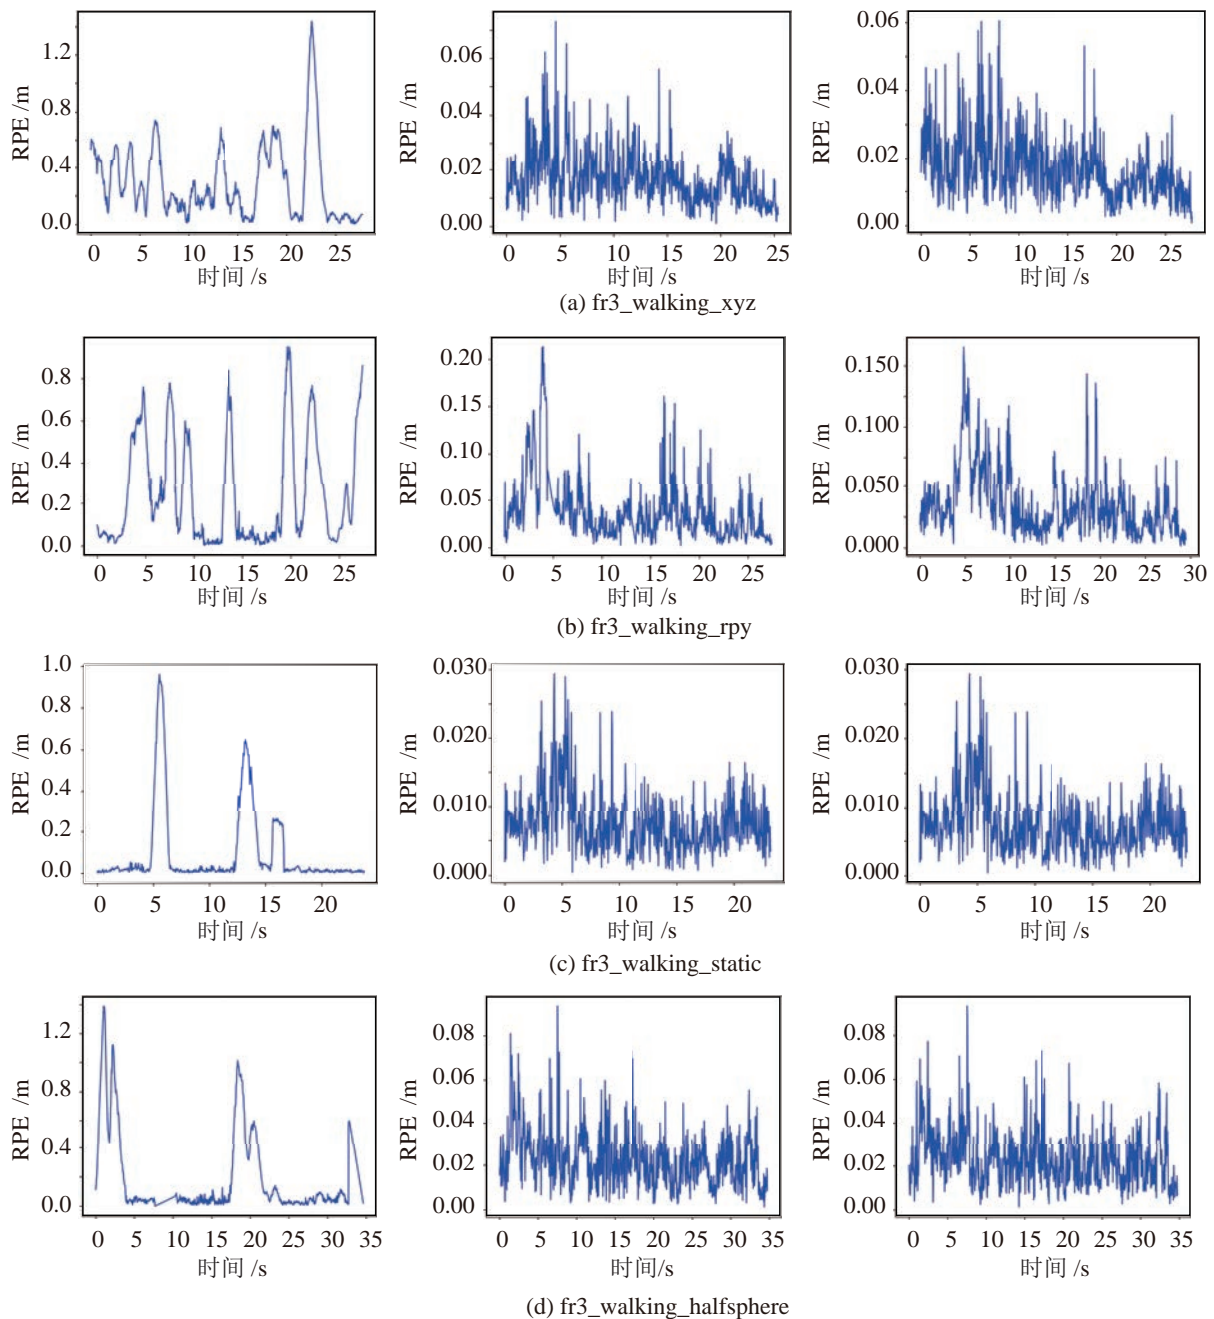 1.2
0.8
0.4
0.0
RPE /m
0 5 10 15 20 25
时间 /s
0.06
0.04
0.02
0.00
RPE /m
0 5 10 15 20 25
时间 /s
0.06
0.04
0.02
0.00
RPE /m
0 5 10 15 20 25
时间 /s
(a) fr3_walking_xyz
0.8
0.6
0.4
0.2
0.0
RPE /m
0 5 10 15 20 25
时间 /s
0.20
0.15
0.10
0.05
0.00
RPE /m
0 5 10 15 20 25
时间 /s
0.150
0.100
0.050
0.000
RPE /m
0 5 10 15 20 25 30
时间 /s
(b) fr3_walking_rpy
1.0
0.8
0.6
0.4
0.2
0.0
RPE /m
0 5 10 15 20
时间 /s
0.030
0.020
0.010
0.000
RPE /m
0 5 10 15 20
时间 /s
0.030
0.020
0.010
0.000
RPE /m
0 5 10 15 20
时间 /s
(c) fr3_walking_static
1.2
0.8
0.4
0.0
RPE /m
0 5 10 15 20 25 30 35
时间 /s
0.08
0.06
0.04
0.02
0.00
RPE /m
0 5 10 15 20 25 30 35
时间/s
0.08
0.06
0.04
0.02
0.00
RPE /m
0 5 10 15 20 25 30 35
时间 /s
(d) fr3_walking_halfsphere